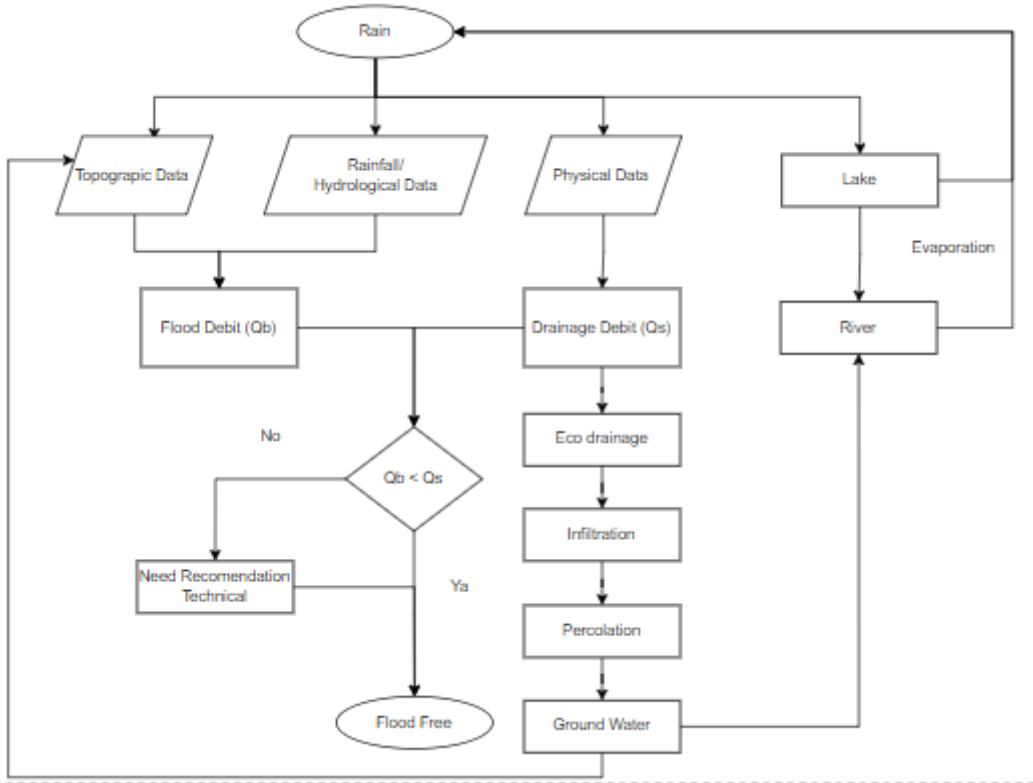 Rain
Topograpic Data
Rainfall/
Hydrological Data
Physical Data
Lake
Evaporation
Flood Debit (Qb)
Drainage Debit (Qs)
River
No
Eco drainage
Qb < Qs
Infiltration
Need Recomendation
Technical
Ya
Percolation
Flood Free
Ground Water